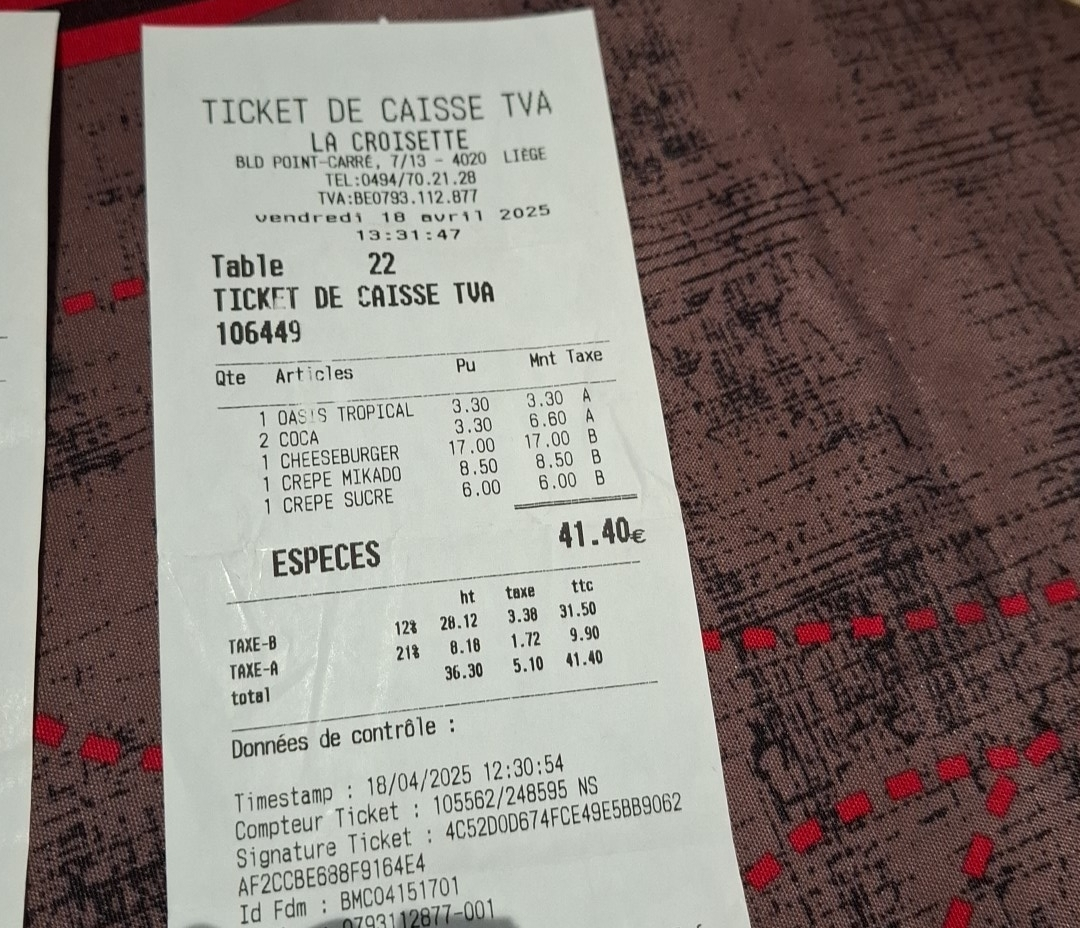 TICKET DE CAISSE TVA
LA CROISETTE
BLD POINT-CARRÉ, 7/13 - 4020 LIÈGE
TEL:0494/70.21.28
TVA:BE0793.112.877
vendredi 18 avril 2025
13:31:47
Table 22
TICKET DE CAISSE TVA
106449
Qte Articles Pu Mnt Taxe
1 OASIS TROPICAL 3.30 3.30 A
2 COCA 3.30 6.60 A
1 CHEESEBURGER 17.00 17.00 B
1 CREPE MIKADO 8.50 8.50 B
1 CREPE SUCRE 6.00 6.00 B
ESPECES 41.40€
ht taxe ttc
TAXE-B 12% 28.12 3.38 31.50
TAXE-A 21% 8.18 1.72 9.90
total 36.30 5.10 41.40
Données de contrôle :
Timestamp : 18/04/2025 12:30:54
Compteur Ticket : 105562/248595 NS
Signature Ticket : 4C52D0D674FCE49E5BB9062
AF2CCBE688F9164E4
Id Fdm : BMC04151701
0793112877-001